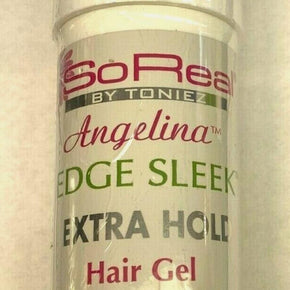 SoReal
BY TONIEZ
Angelina™
EDGE SLEEK
EXTRA HOLD
Hair Gel